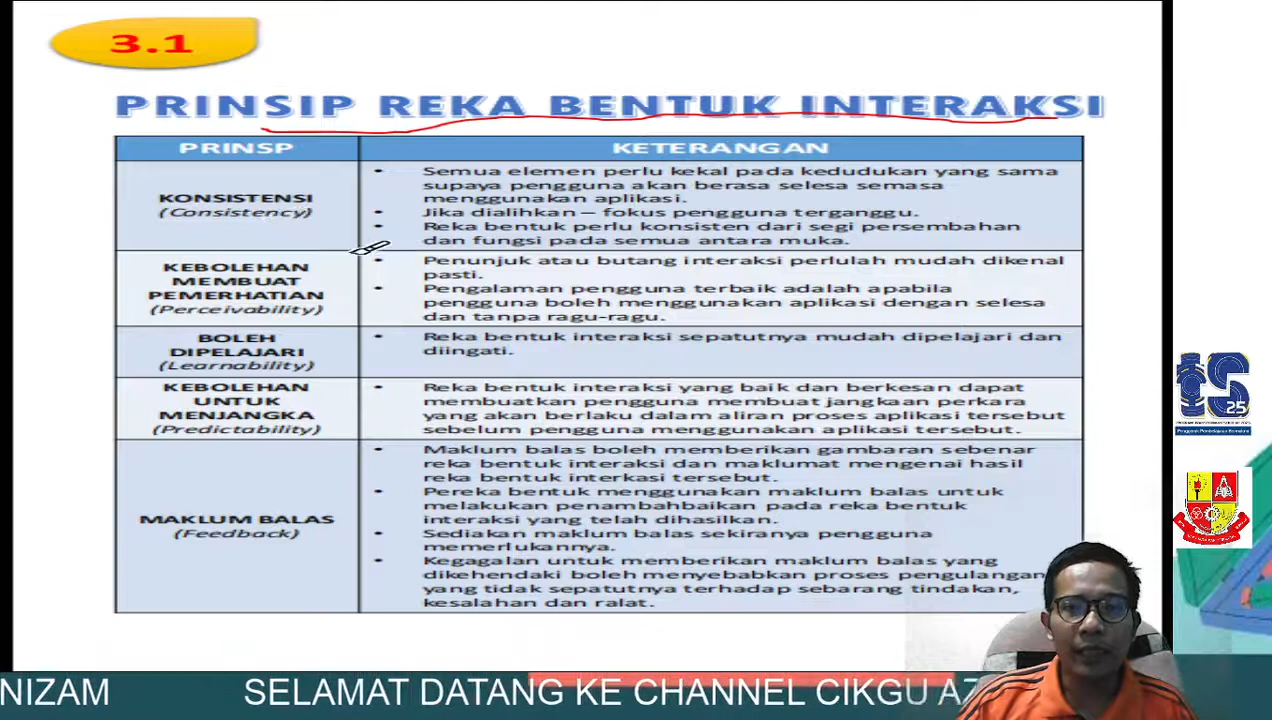 3.1
PRINSIP REKA BENTUK INTERAKSI
PRINSP
KETERANGAN
KONSISTENSI
(Consistency)
• Semua elemen perlu kekal pada kedudukan yang sama
supaya pengguna akan berasa selesa semasa
menggunakan aplikasi.
• Jika dialihkan – fokus pengguna terganggu.
• Reka bentuk perlu konsisten dari segi persembahan
dan fungsi pada semua antara muka.
KEBOLEHAN
MEMBUAT
PEMERHATIAN
(Perceivability)
• Penunjuk atau butang interaksi perlulah mudah dikenal
pasti.
• Pengalaman pengguna terbaik adalah apabila
pengguna boleh menggunakan aplikasi dengan selesa
dan tanpa ragu-ragu.
BOLEH
DIPELAJARI
(Learnability)
• Reka bentuk interaksi sepatutnya mudah dipelajari dan
diingati.
KEBOLEHAN
UNTUK
MENJANGKA
(Predictability)
• Reka bentuk interaksi yang baik dan berkesan dapat
membuatkan pengguna membuat jangkaan perkara
yang akan berlaku dalam aliran proses aplikasi tersebut
sebelum pengguna menggunakan aplikasi tersebut.
MAKLUM BALAS
(Feedback)
• Maklum balas boleh memberikan gambaran sebenar
reka bentuk interaksi dan maklumat mengenai hasil
reka bentuk interkasi tersebut.
• Pereka bentuk menggunakan maklum balas untuk
melakukan penambahbaikan pada reka bentuk
interaksi yang telah dihasilkan.
• Sediakan maklum balas sekiranya pengguna
memerlukannya.
• Kegagalan untuk memberikan maklum balas yang
dikehendaki boleh menyebabkan proses pengulangan
yang tidak sepatutnya terhadap sebarang tindakan,
kesalahan dan ralat.
25
NIZAM SELAMAT DATANG KE CHANNEL CIKGU AZ